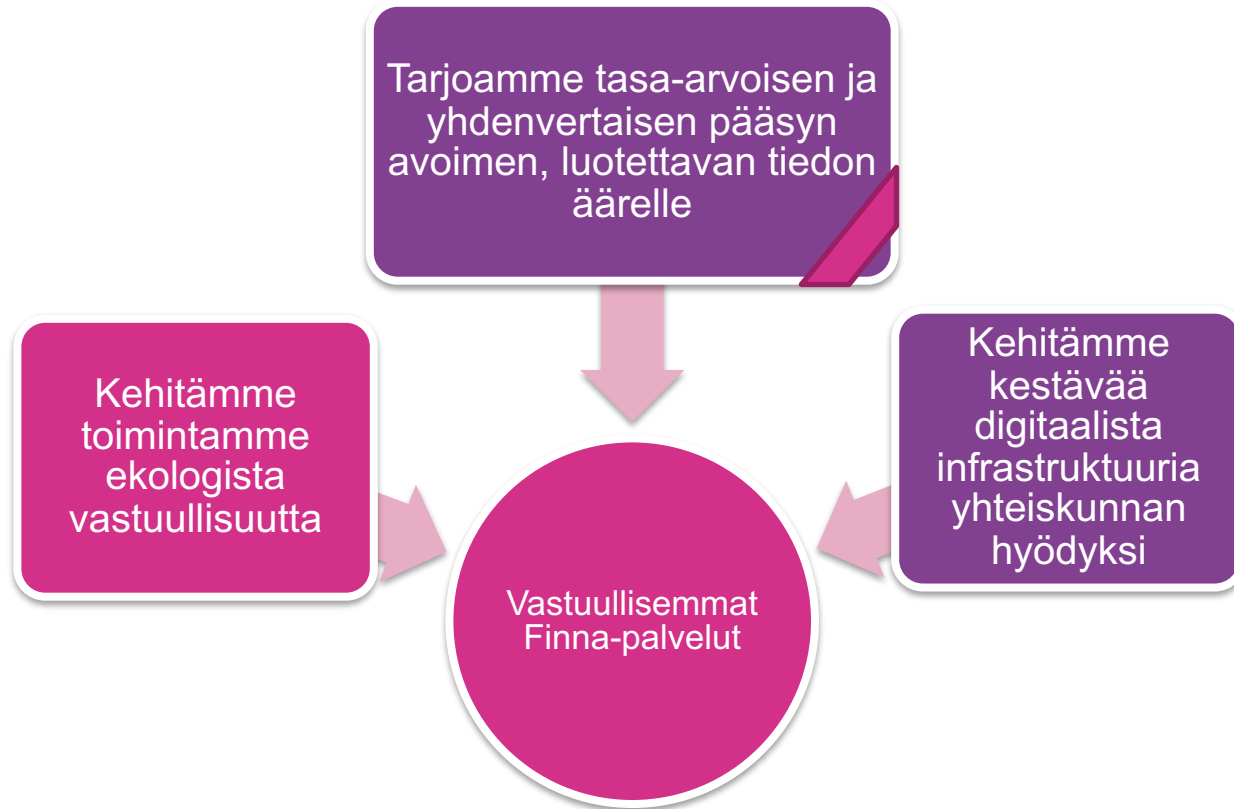 Tarjoamme tasa-arvoisen ja
yhdenvertaisen pääsyn
avoimen, luotettavan tiedon
äärelle
Kehitämme
toimintamme
ekologista
vastuullisuutta
Kehitämme
kestävää
digitaalista
infrastruktuuria
yhteiskunnan
hyödyksi
Vastuullisemmat
Finna-palvelut